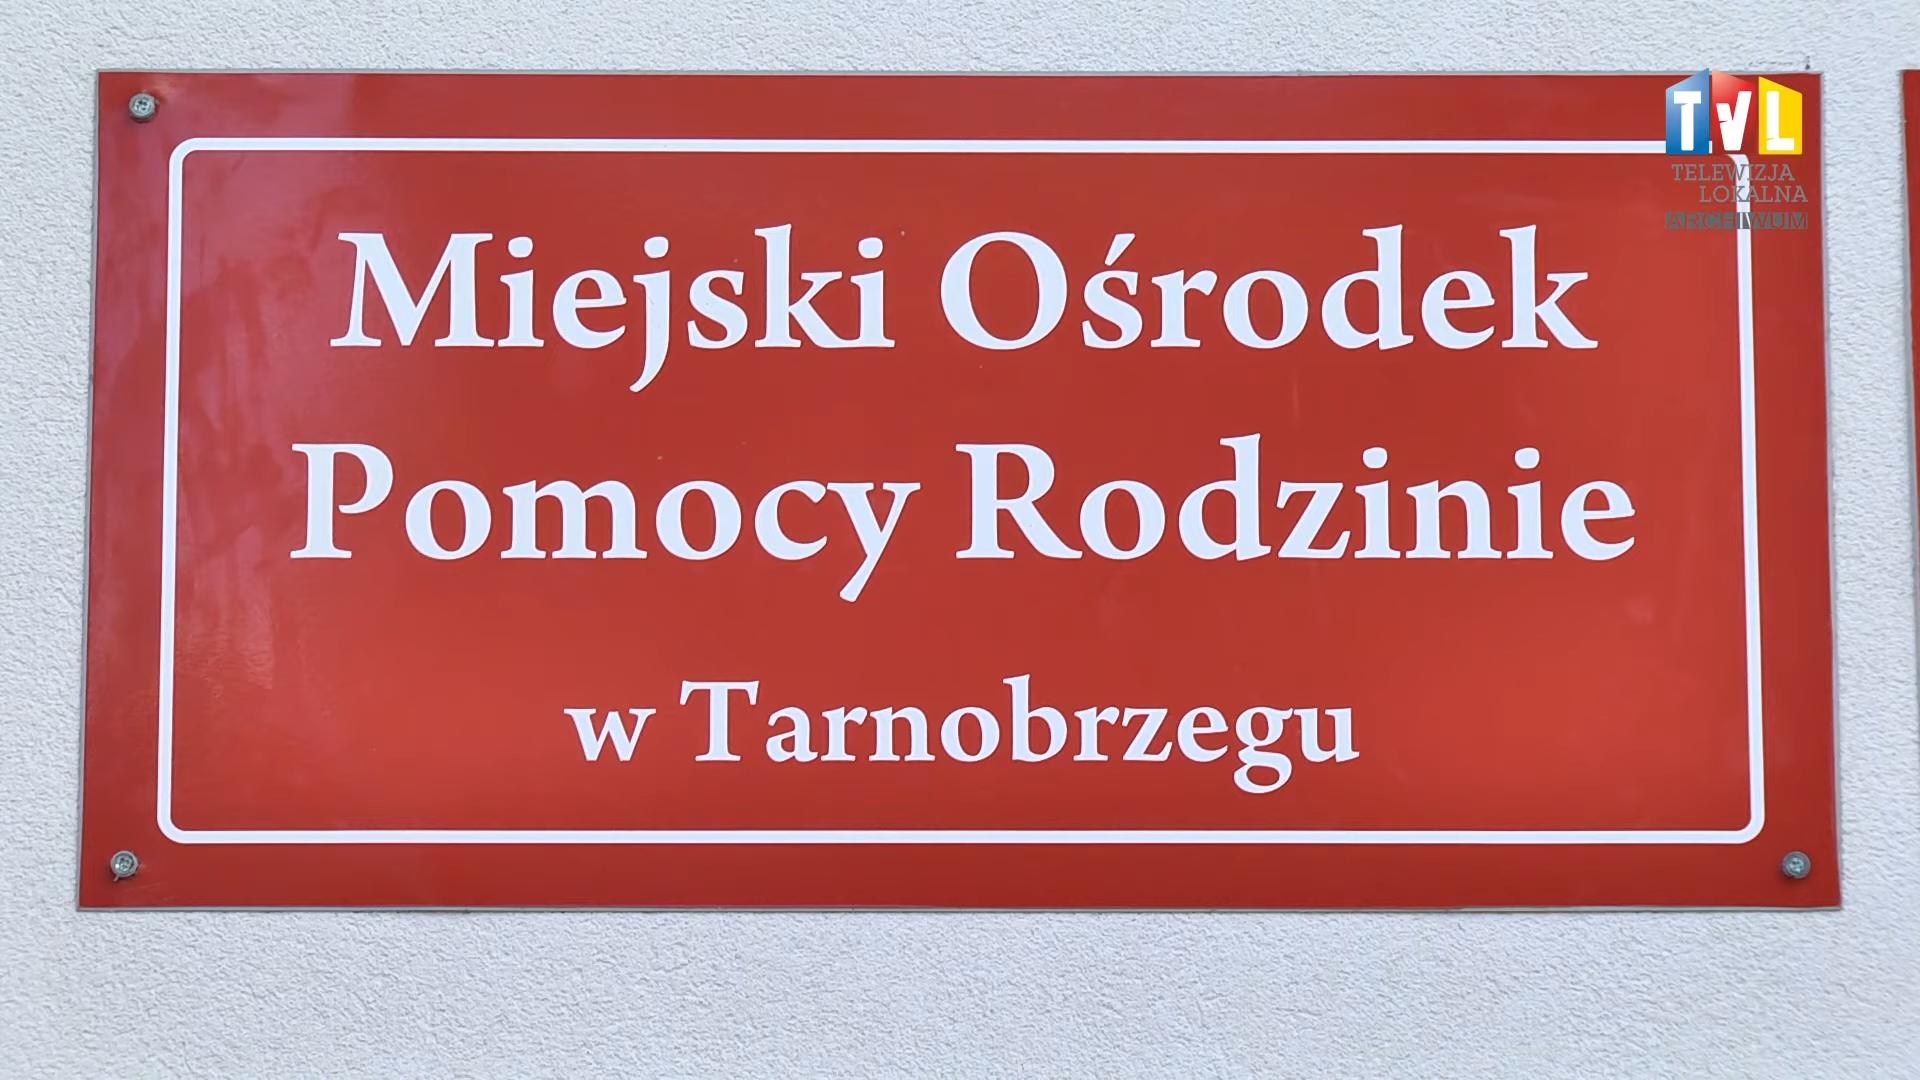 TVL
TELEWIZJA
LOKALNA
ARCHIWUM
Miejski Ośrodek
Pomocy Rodzinie
w Tarnobrzegu